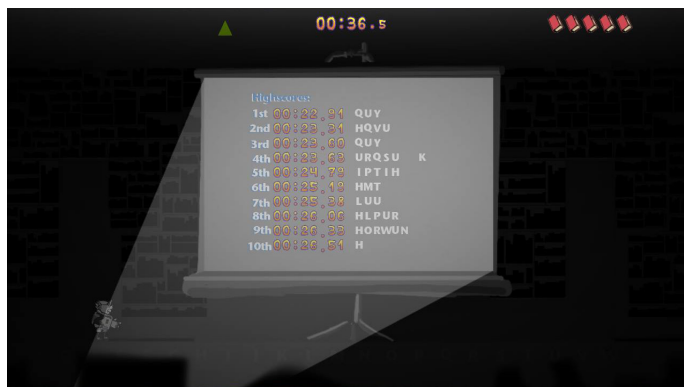 00:36.5
Highscores:
1st 00:22.91 QUY
2nd 00:23.31 HQVU
3rd 00:23.60 QUY
4th 00:23.63 URQSU K
5th 00:24.79 IPTIH
6th 00:25.19 HMT
7th 00:25.38 LUU
8th 00:26.06 HLPUR
9th 00:26.33 HORWUN
10th 00:26.51 H